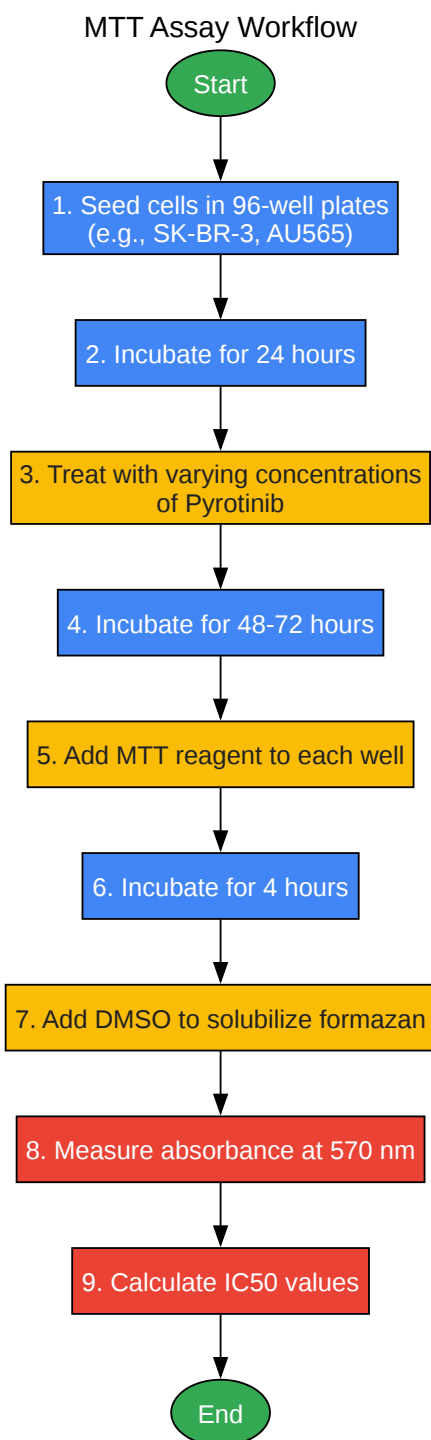 MTT Assay Workflow
Start
1. Seed cells in 96-well plates
(e.g., SK-BR-3, AU565)
2. Incubate for 24 hours
3. Treat with varying concentrations
of Pyrotinib
4. Incubate for 48-72 hours
5. Add MTT reagent to each well
6. Incubate for 4 hours
7. Add DMSO to solubilize formazan
8. Measure absorbance at 570 nm
9. Calculate IC50 values
End